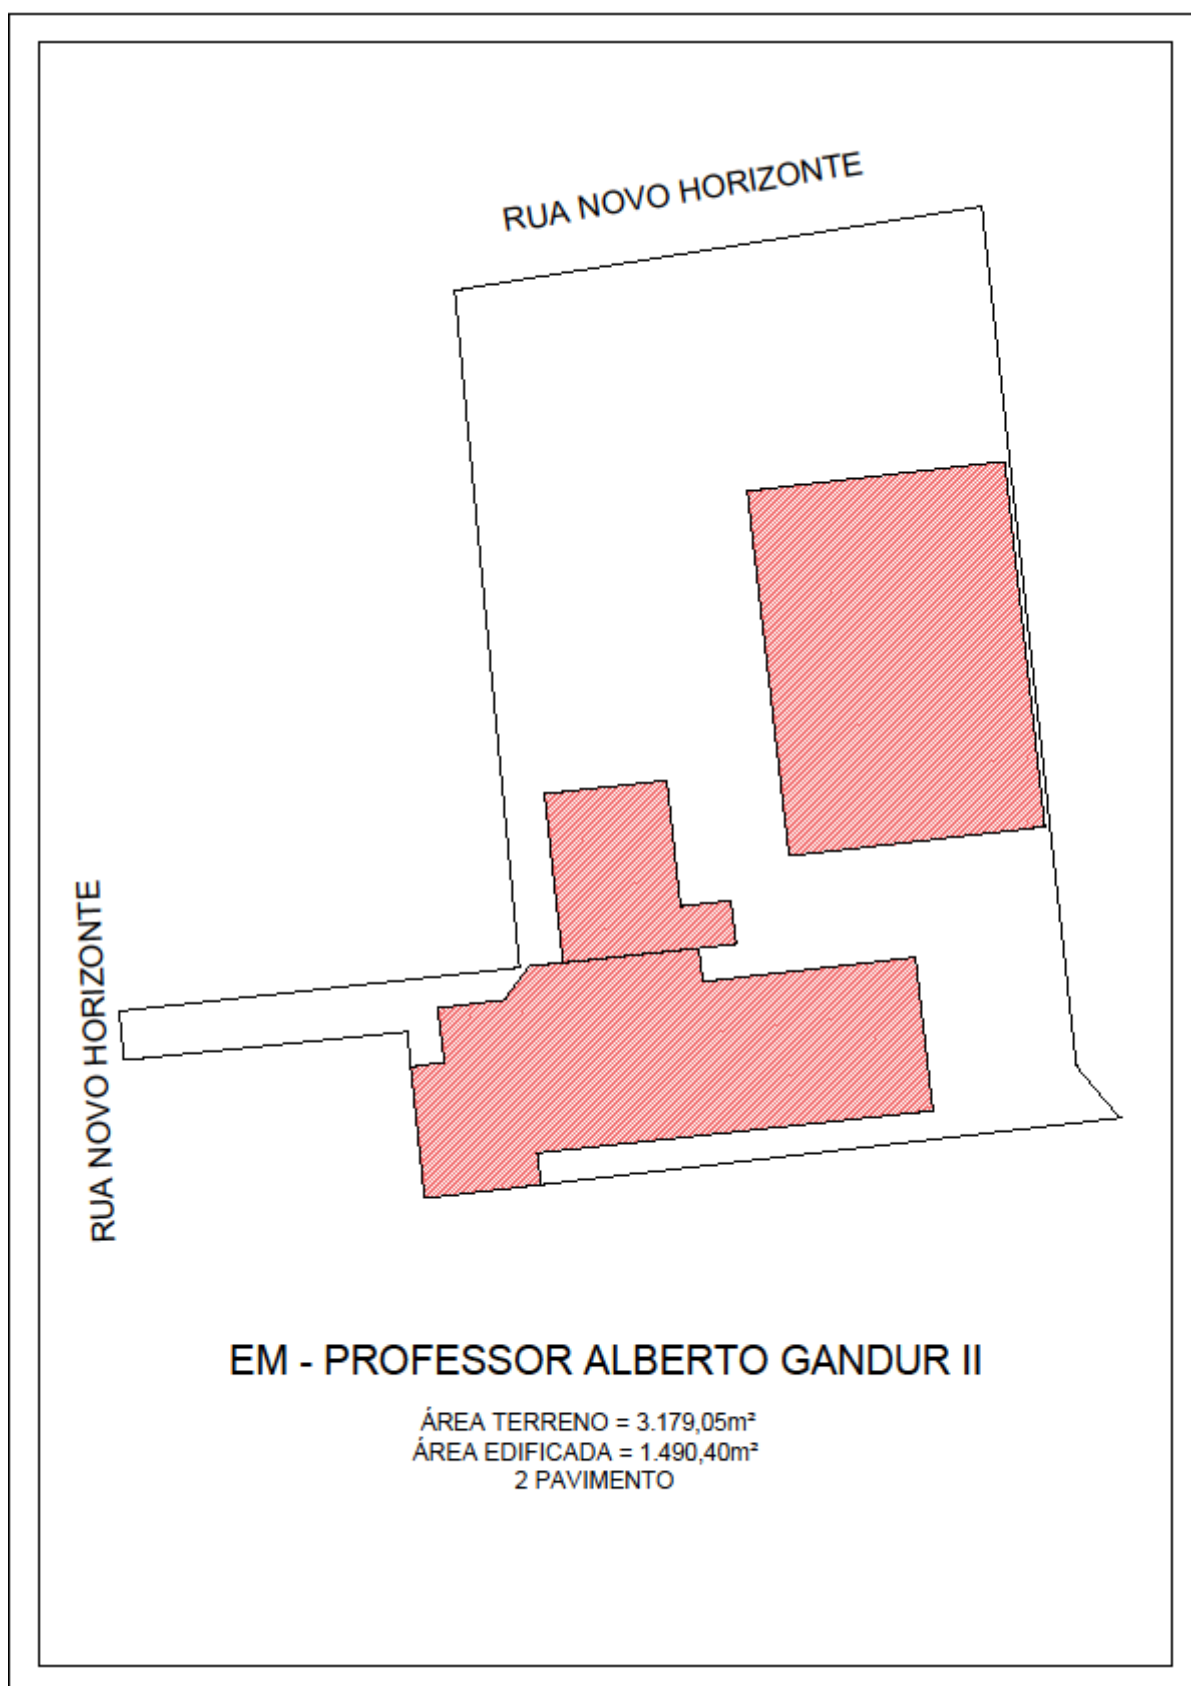 RUA NOVO HORIZONTE
RUA NOVO HORIZONTE
EM - PROFESSOR ALBERTO GANDUR II
ÁREA TERRENO = 3.179,05m²
ÁREA EDIFICADA = 1.490,40m²
2 PAVIMENTO